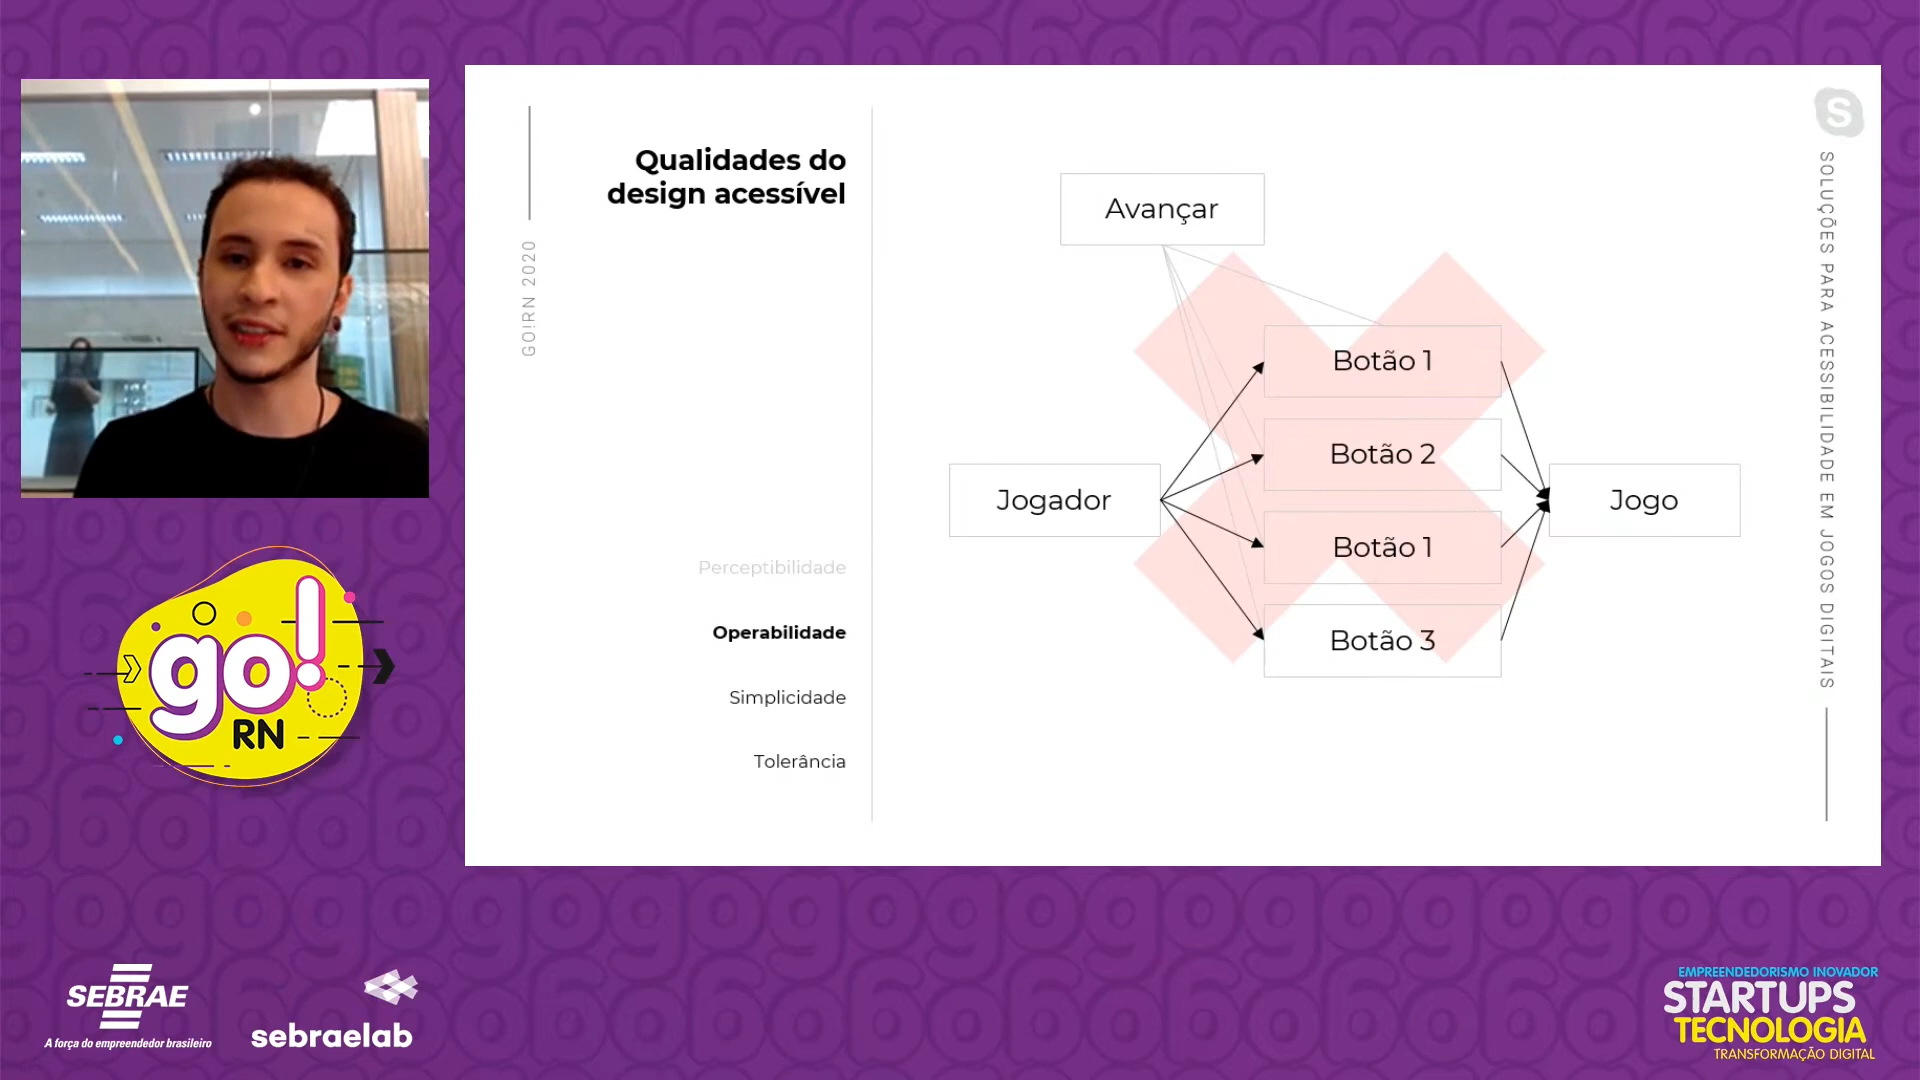 GO!RN 2020
Qualidades do
design acessível
Perceptibilidade
Operabilidade
Simplicidade
Tolerância
Avançar
Jogador
Botão 1
Botão 2
Botão 1
Botão 3
Jogo
S
SOLUÇÕES PARA ACESSIBILIDADE EM JOGOS DIGITAIS
go!
RN
SEBRAE
A força do empreendedor brasileiro
sebraelab
EMPREENDEDORISMO INOVADOR
STARTUPS
TECNOLOGIA
TRANSFORMAÇÃO DIGITAL